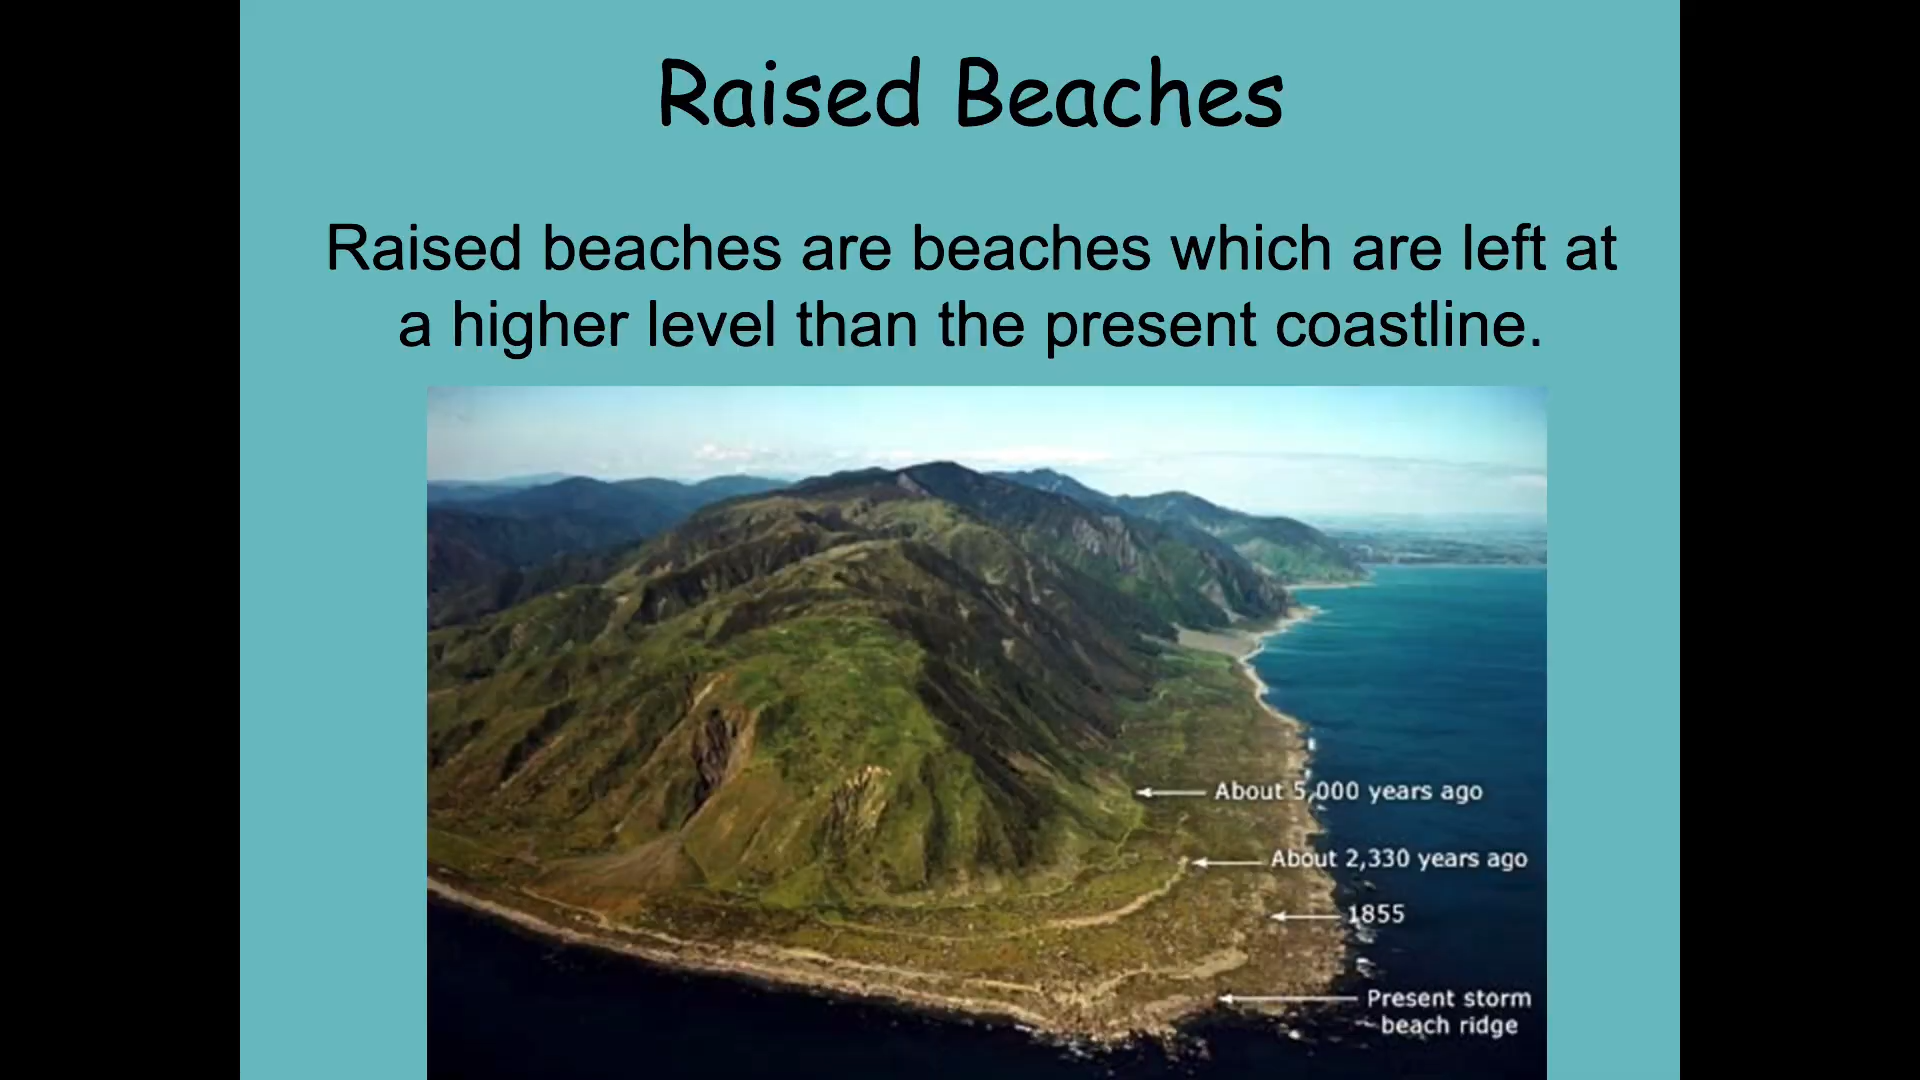 Raised Beaches
Raised beaches are beaches which are left at
a higher level than the present coastline.
About 5,000 years ago
About 2,330 years ago
1855
Present storm
beach ridge